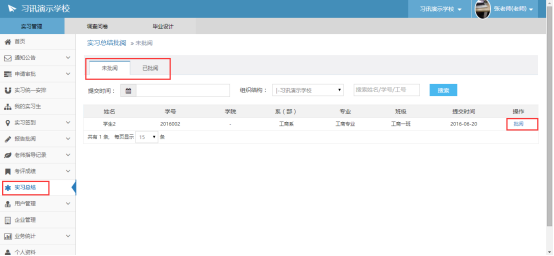 习讯演示学校
习讯演示学校
张老师(老师)
实习管理 调查问卷 毕业设计
首页
通知公告
申请审批
实习统一安排
我的实习生
实习签到
报告批阅
老师指导记录
考评成绩
实习总结
用户管理
企业管理
业务统计
个人资料
实习总结批阅 > 未批阅
未批阅 已批阅
提交时间： 组织结构： |-习讯演示学校 模糊姓名/学号/工号 搜索
姓名 学号 学院 系（部） 专业 班级 提交时间 操作
学生2 2016002 - 工商系 工商专业 工商一班 2016-06-20 批阅
共有 1 条, 每页显示 15 条